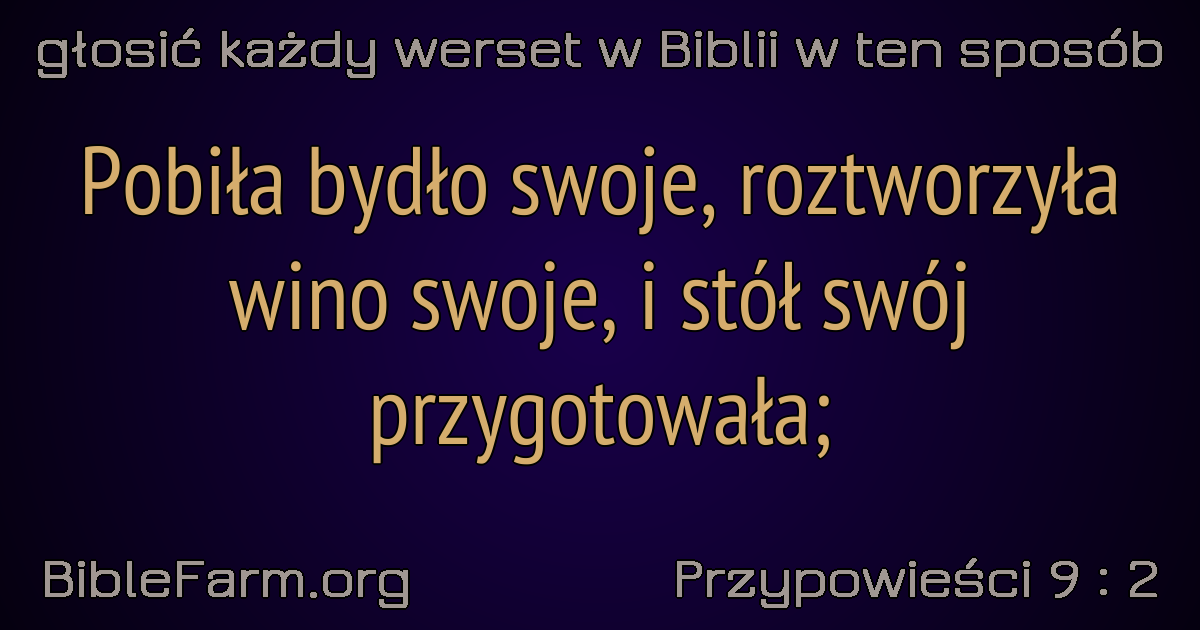 głosić każdy werset w Biblii w ten sposób
Pobiła bydło swoje, roztworzyła
wino swoje, i stół swój
przygotowała;
BibleFarm.org
Przypowieści 9 : 2